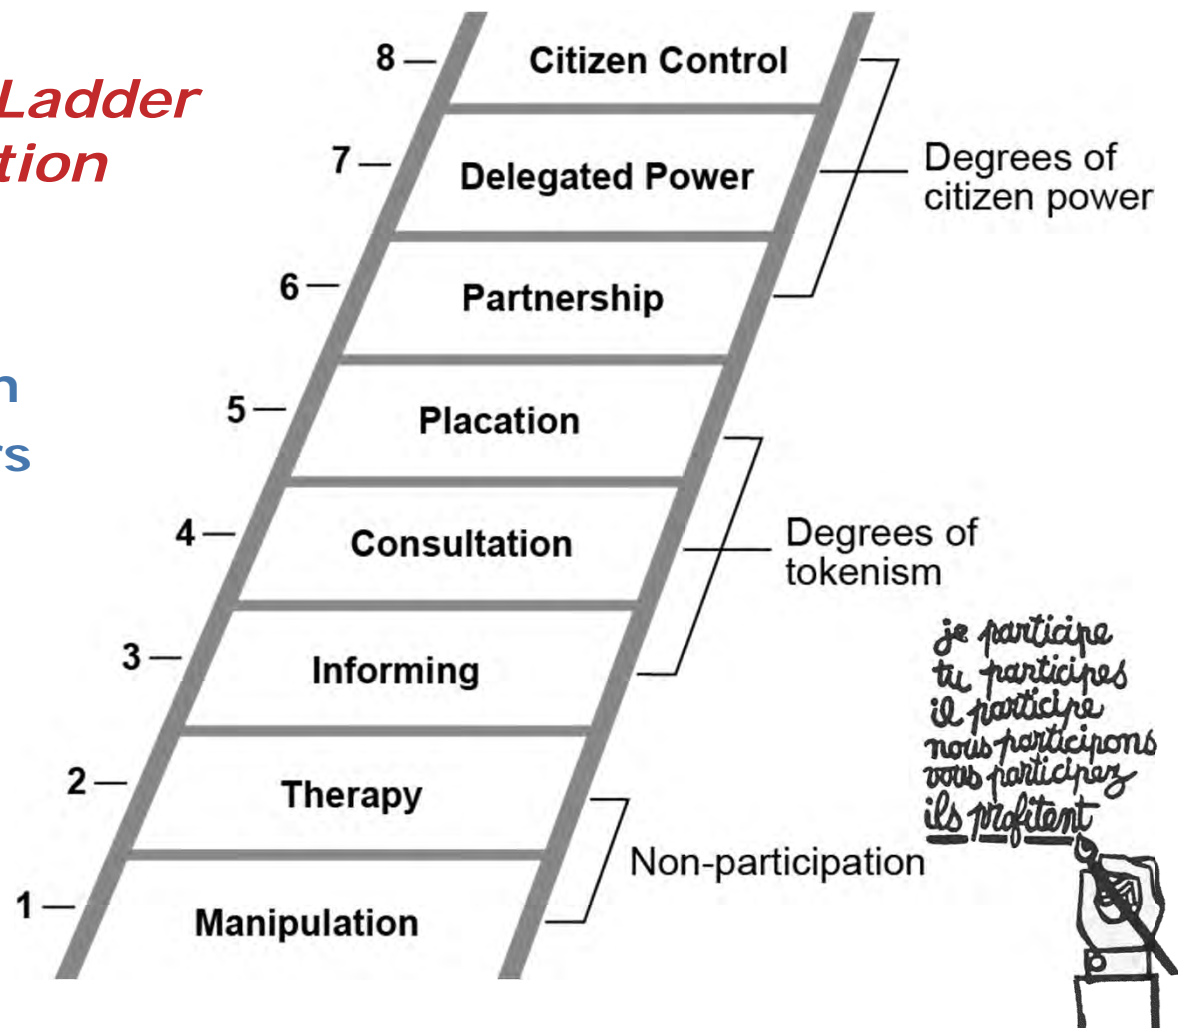 Ladder
tion
n
rs
8 — Citizen Control
7 — Delegated Power
Degrees of
citizen power
6 — Partnership
5 — Placation
4 — Consultation
Degrees of
tokenism
3 — Informing
2 — Therapy
Non-participation
1 — Manipulation
je participe
tu participes
il participe
nous participons
vous participez
ils profitent